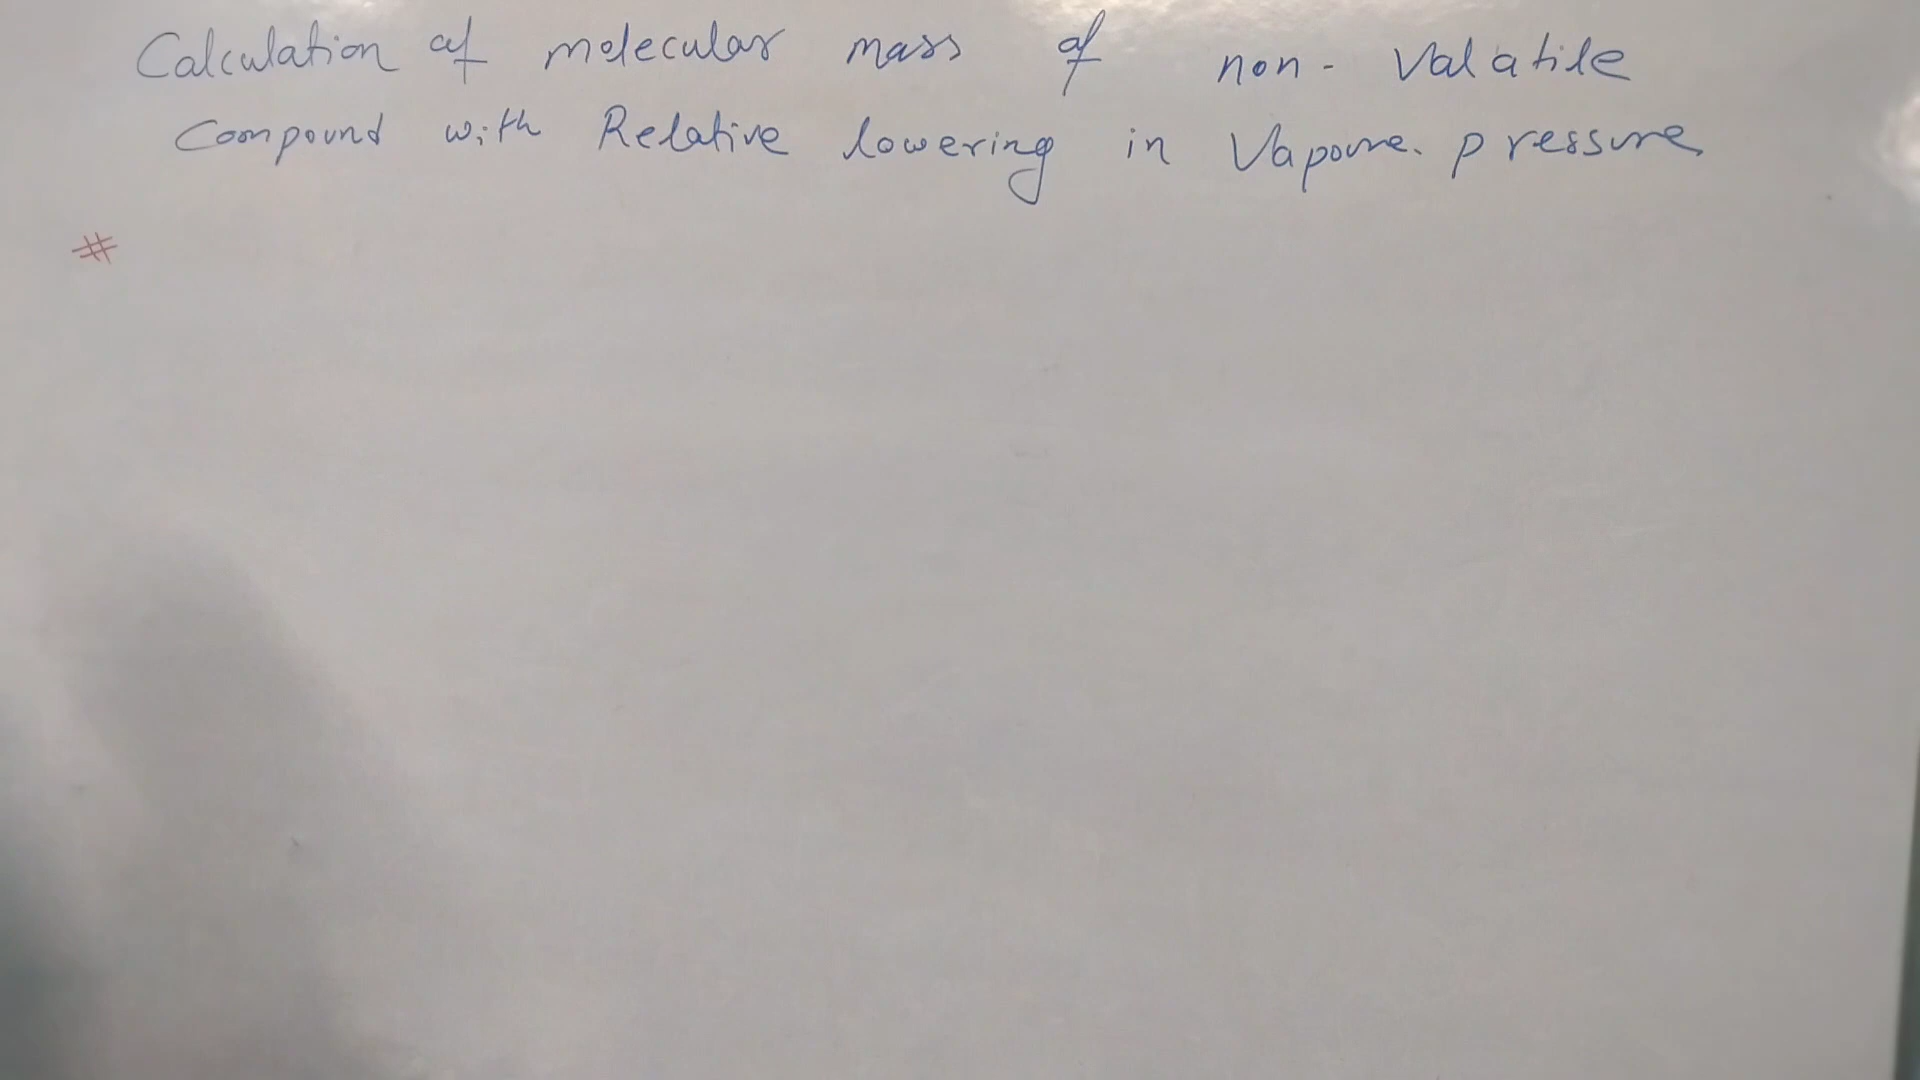 Calculation of molecular mass of non-Valatile
Compound with Relative lowering in Vapoure. pressure
#